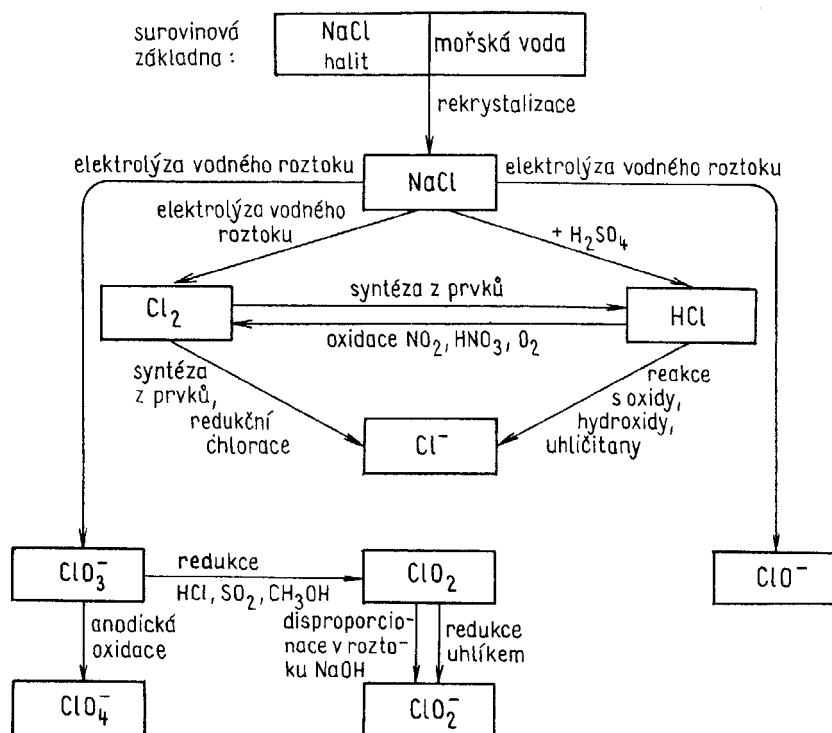 surovinová
základna :
NaCl
halit
mořská voda
rekrystalizace
elektrolýza vodného roztoku
elektrolýza vodného roztoku
NaCl
elektrolýza vodného
roztoku
+ H₂SO₄
Cl₂
syntéza z prvků
HCl
oxidace NO₂, HNO₃, O₂
syntéza
z prvků,
redukční
chlorace
reakce
s oxidy,
hydroxidy,
uhličitany
Cl⁻
ClO₃⁻
redukce
HCl, SO₂, CH₃OH
ClO₂
ClO⁻
anodická
oxidace
disproporcio-
nace v rozto-
ku NaOH
redukce
uhlíkem
ClO₄⁻
ClO₂⁻